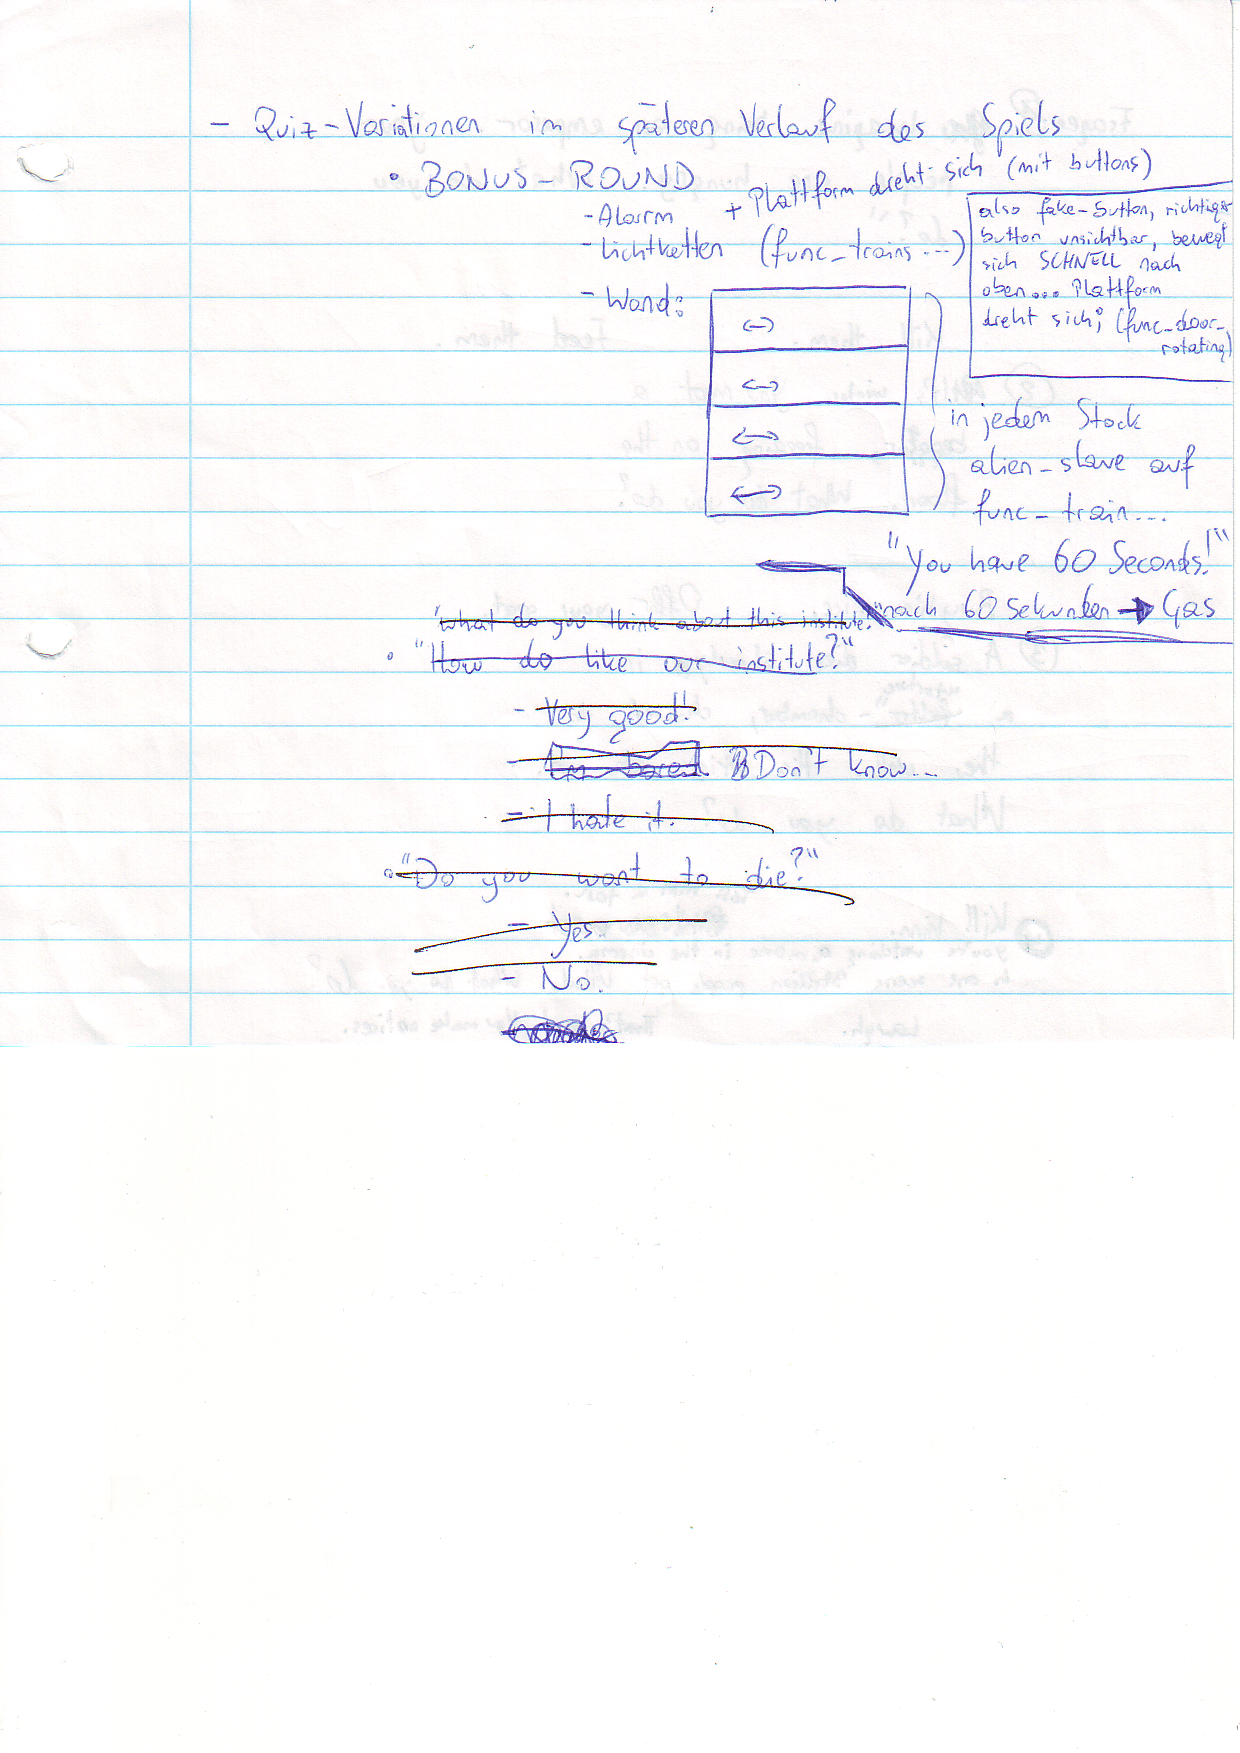 - Quiz-Variationen im späteren Verlauf des Spiels
• BONUS-ROUND
+ Plattform dreht sich (mit buttons)
- Alarm
- Lichtketten (func_trains...)
also fake-button, richtiger
button unsichtbar, bewegt
sich SCHNELL nach
oben... Plattform
dreht sich; (func_door_
rotating)
- Wand:
in jedem Stock
alien_slave auf
func_train...
"You have 60 Seconds!"
nach 60 Sekunden → Gas
"What do you think about this institute?"
• "How do like our institute?"
- Very good!
- I'm bored Don't know...
- I hate it.
• "Do you want to die?"
- Yes.
- No.